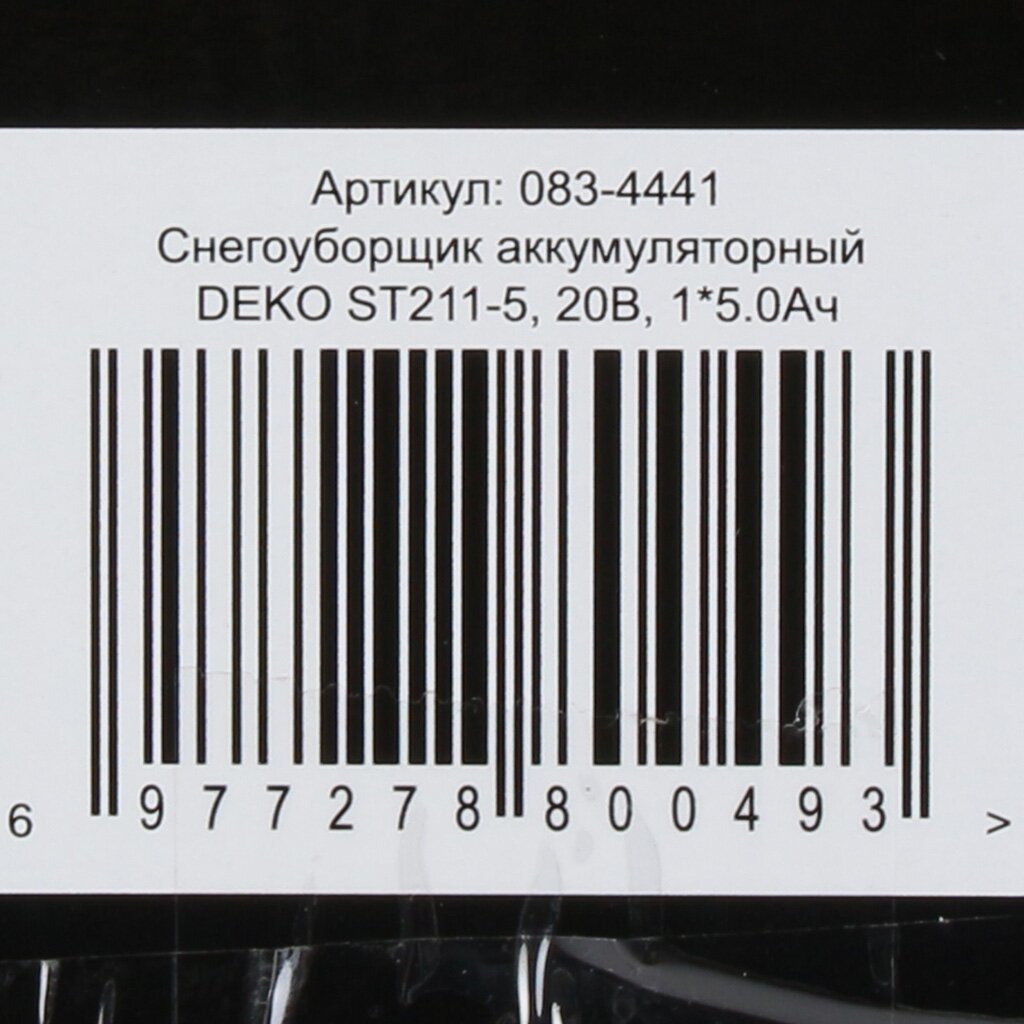 Артикул: 083-4441
Снегоуборщик аккумуляторный
DEKO ST211-5, 20В, 1*5.0Ач
6 977278 800493 >